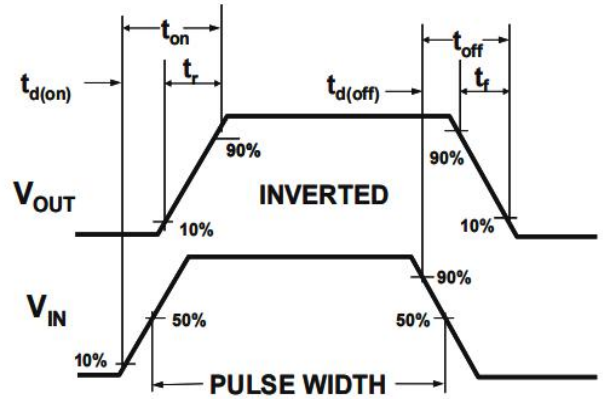 t_on
t_off
t_d(on)
t_r
t_d(off)
t_f
90%
90%
V_OUT
INVERTED
10%
10%
90%
V_IN
50%
50%
10%
PULSE WIDTH